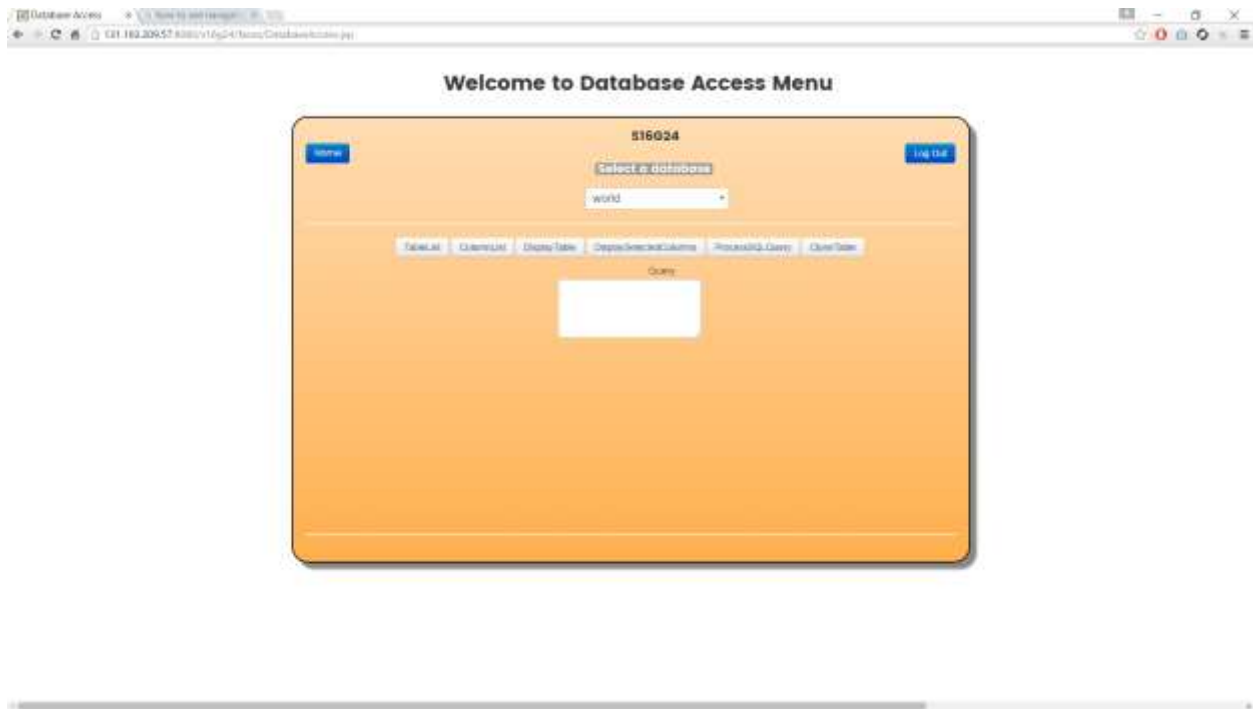 Database Access
Welcome to Database Access Menu
S16G24
Home
Log Out
Select a database
world
TableList ColumnList DisplayTable DisplaySelectedColumns ProcessSQLQuery
Query